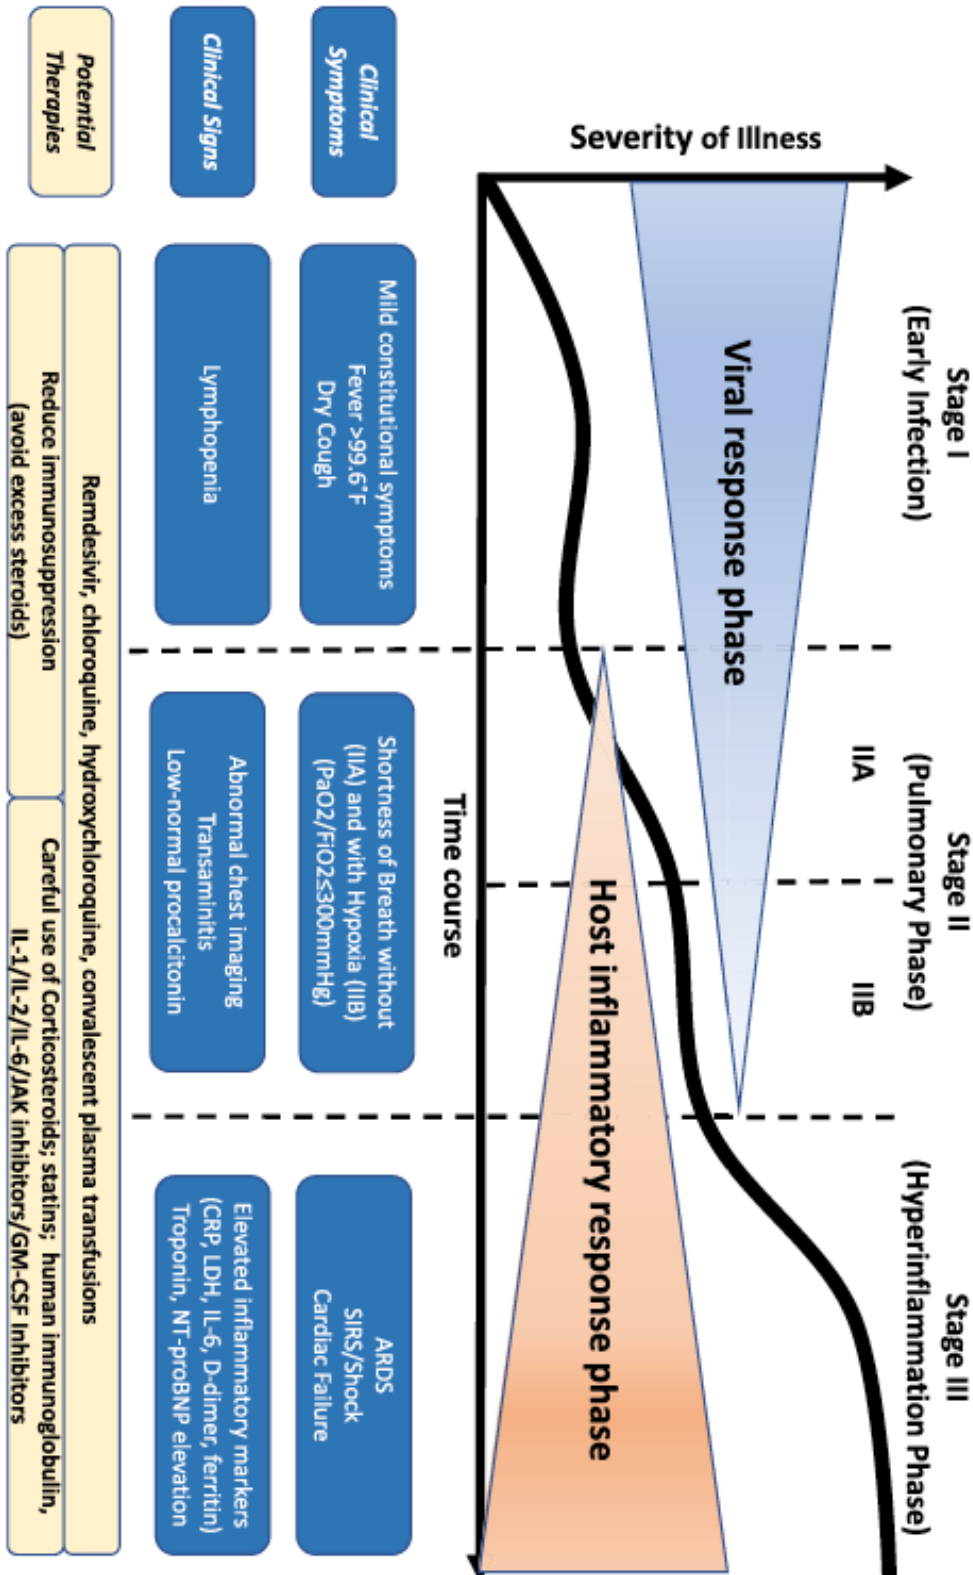 Stage I
(Early Infection)
Stage II
(Pulmonary Phase)
IIA
IIB
Stage III
(Hyperinflammation Phase)
Severity of Illness
Viral response phase
Host inflammatory response phase
Time course
Clinical
Symptoms
Mild constitutional symptoms
Fever >99.6°F
Dry Cough
Shortness of Breath without
(IIA) and with Hypoxia (IIB)
(PaO2/FiO2≤300mmHg)
ARDS
SIRS/Shock
Cardiac Failure
Clinical Signs
Lymphopenia
Abnormal chest imaging
Transaminitis
Low-normal procalcitonin
Elevated inflammatory markers
(CRP, LDH, IL-6, D-dimer, ferritin)
Troponin, NT-proBNP elevation
Potential
Therapies
Remdesivir, chloroquine, hydroxychloroquine, convalescent plasma transfusions
Reduce immunosuppression
(avoid excess steroids)
Careful use of Corticosteroids; statins; human immunoglobulin,
IL-1/IL-2/IL-6/JAK inhibitors/GM-CSF Inhibitors